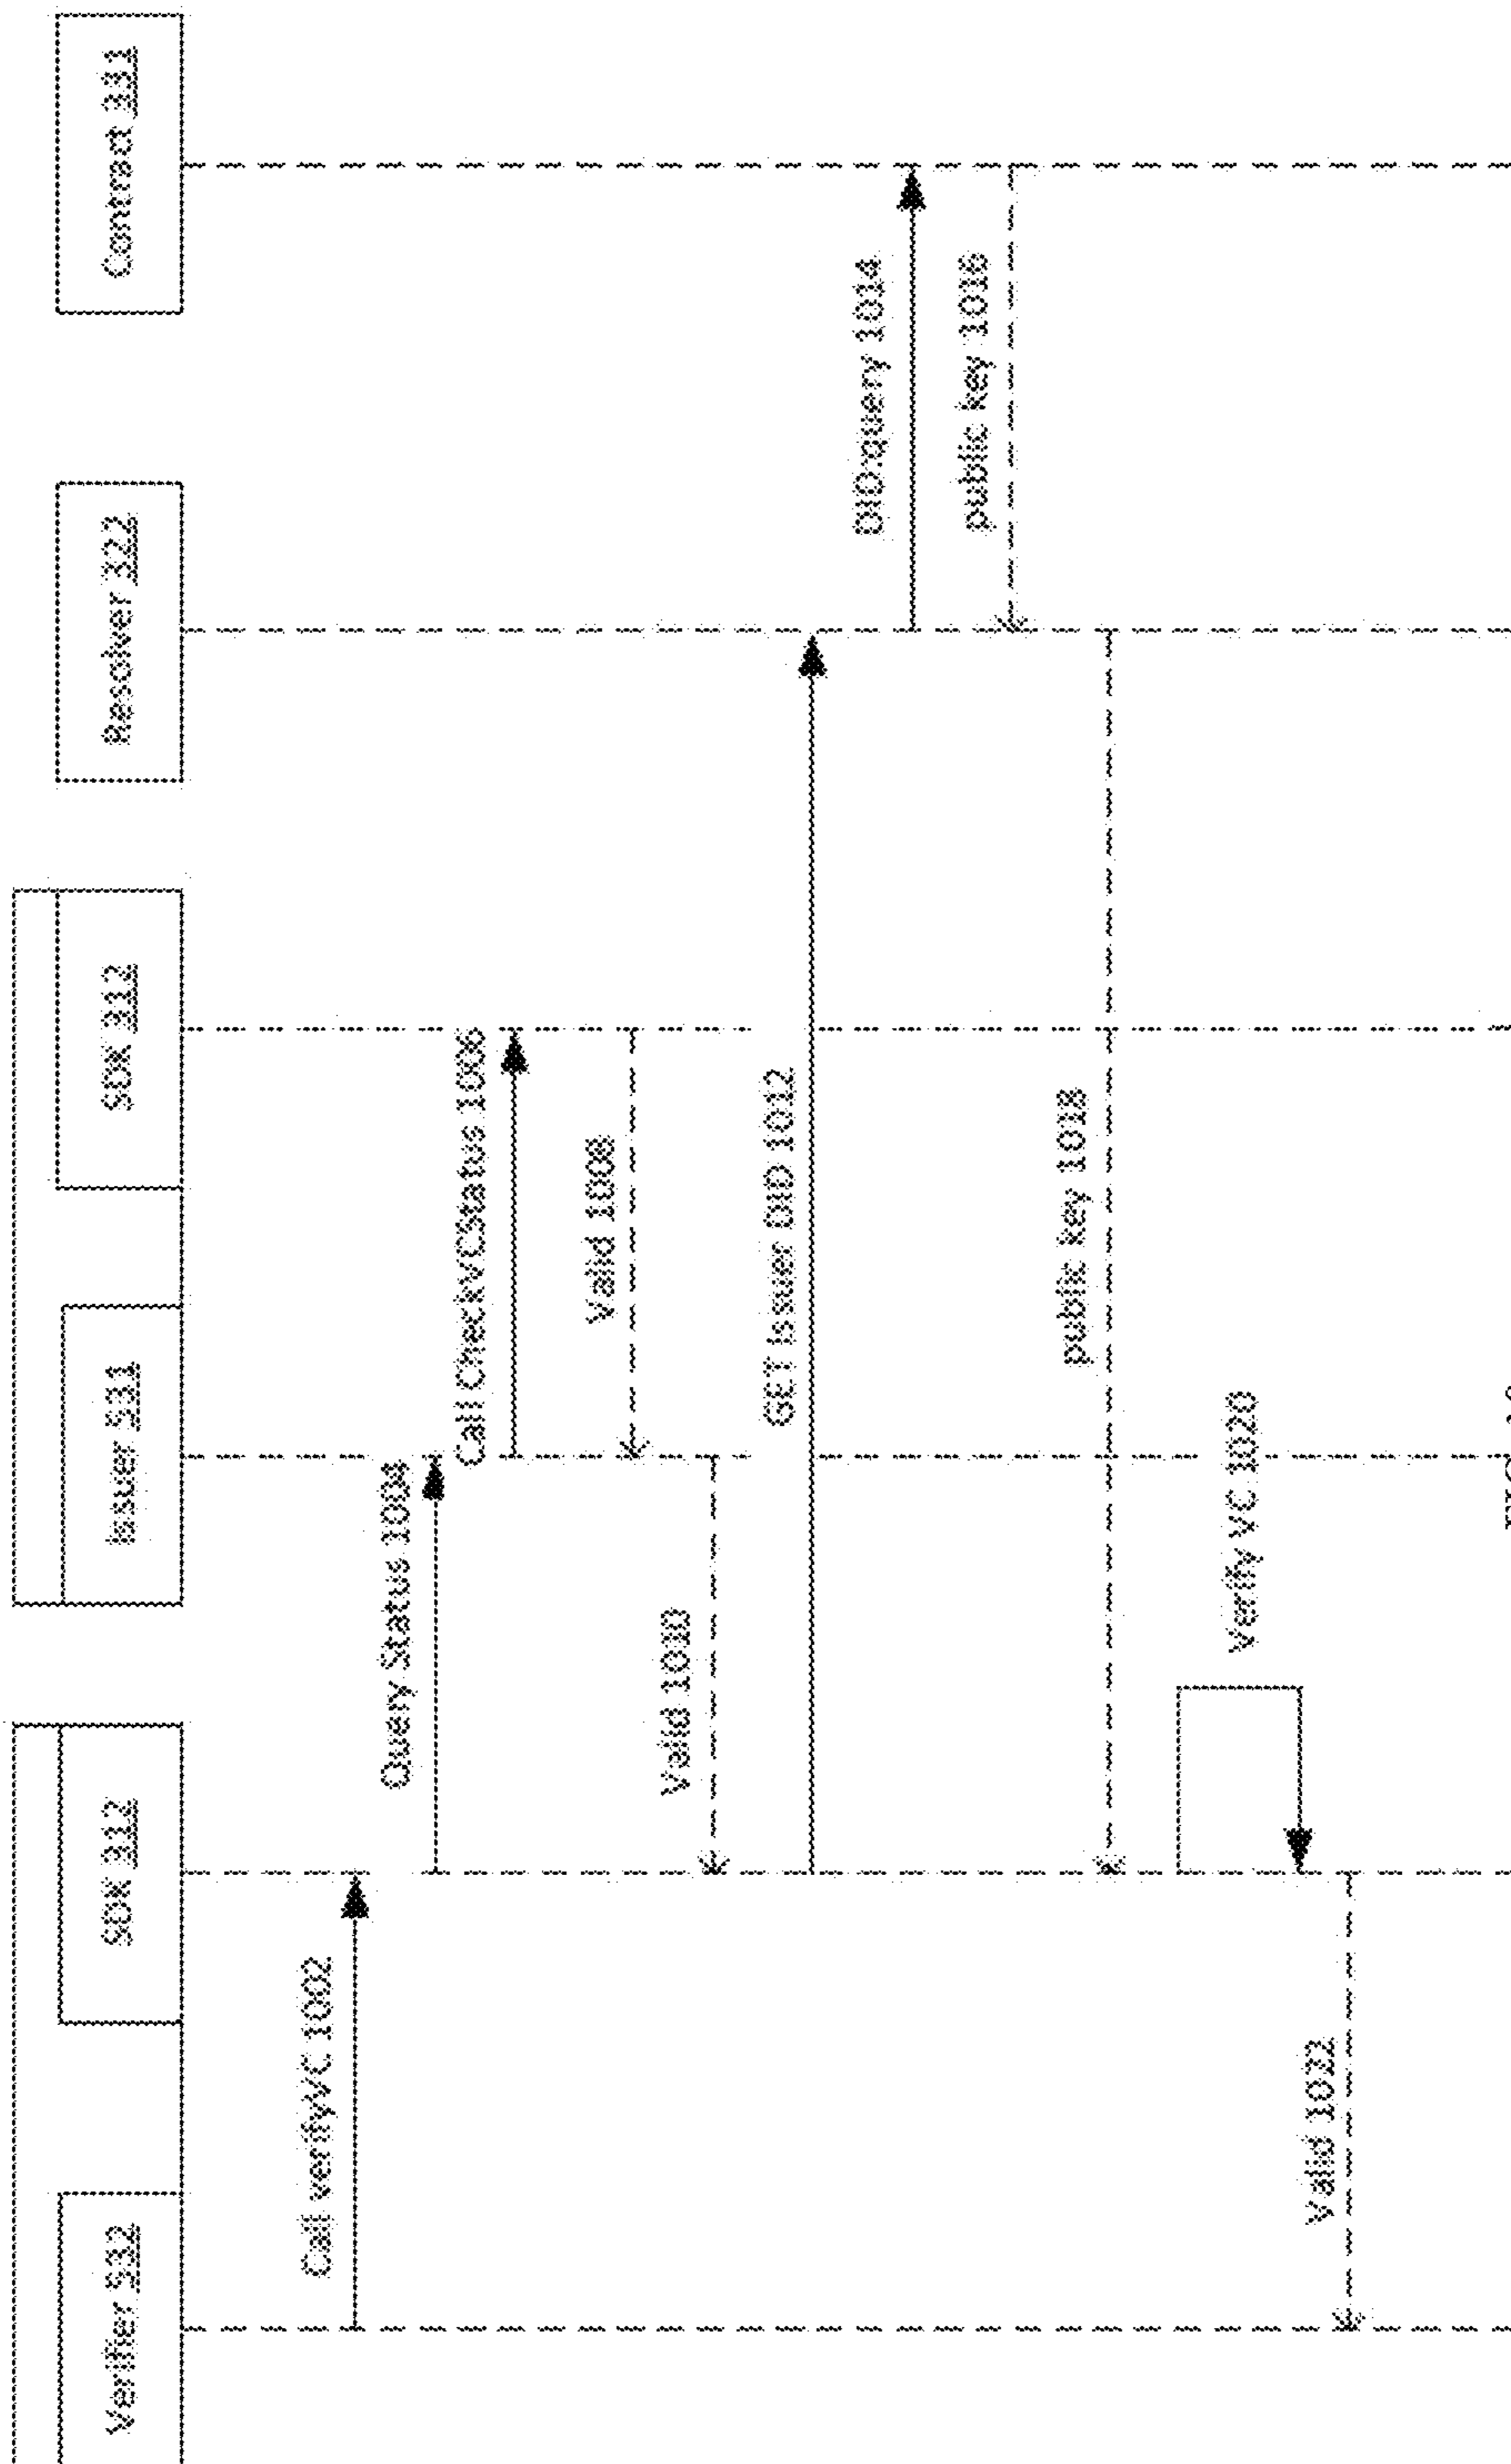 Verifier 532
SDK 312
Issuer 531
SDK 312
Resolver 322
Contract 331
Call verifyVC 1002
Query Status 1004
Call CheckVCStatus 1006
Valid 1008
Valid 1010
GET Issuer DID 1012
DID:query 1014
public key 1016
public key 1018
Verify VC 1020
Valid 1022